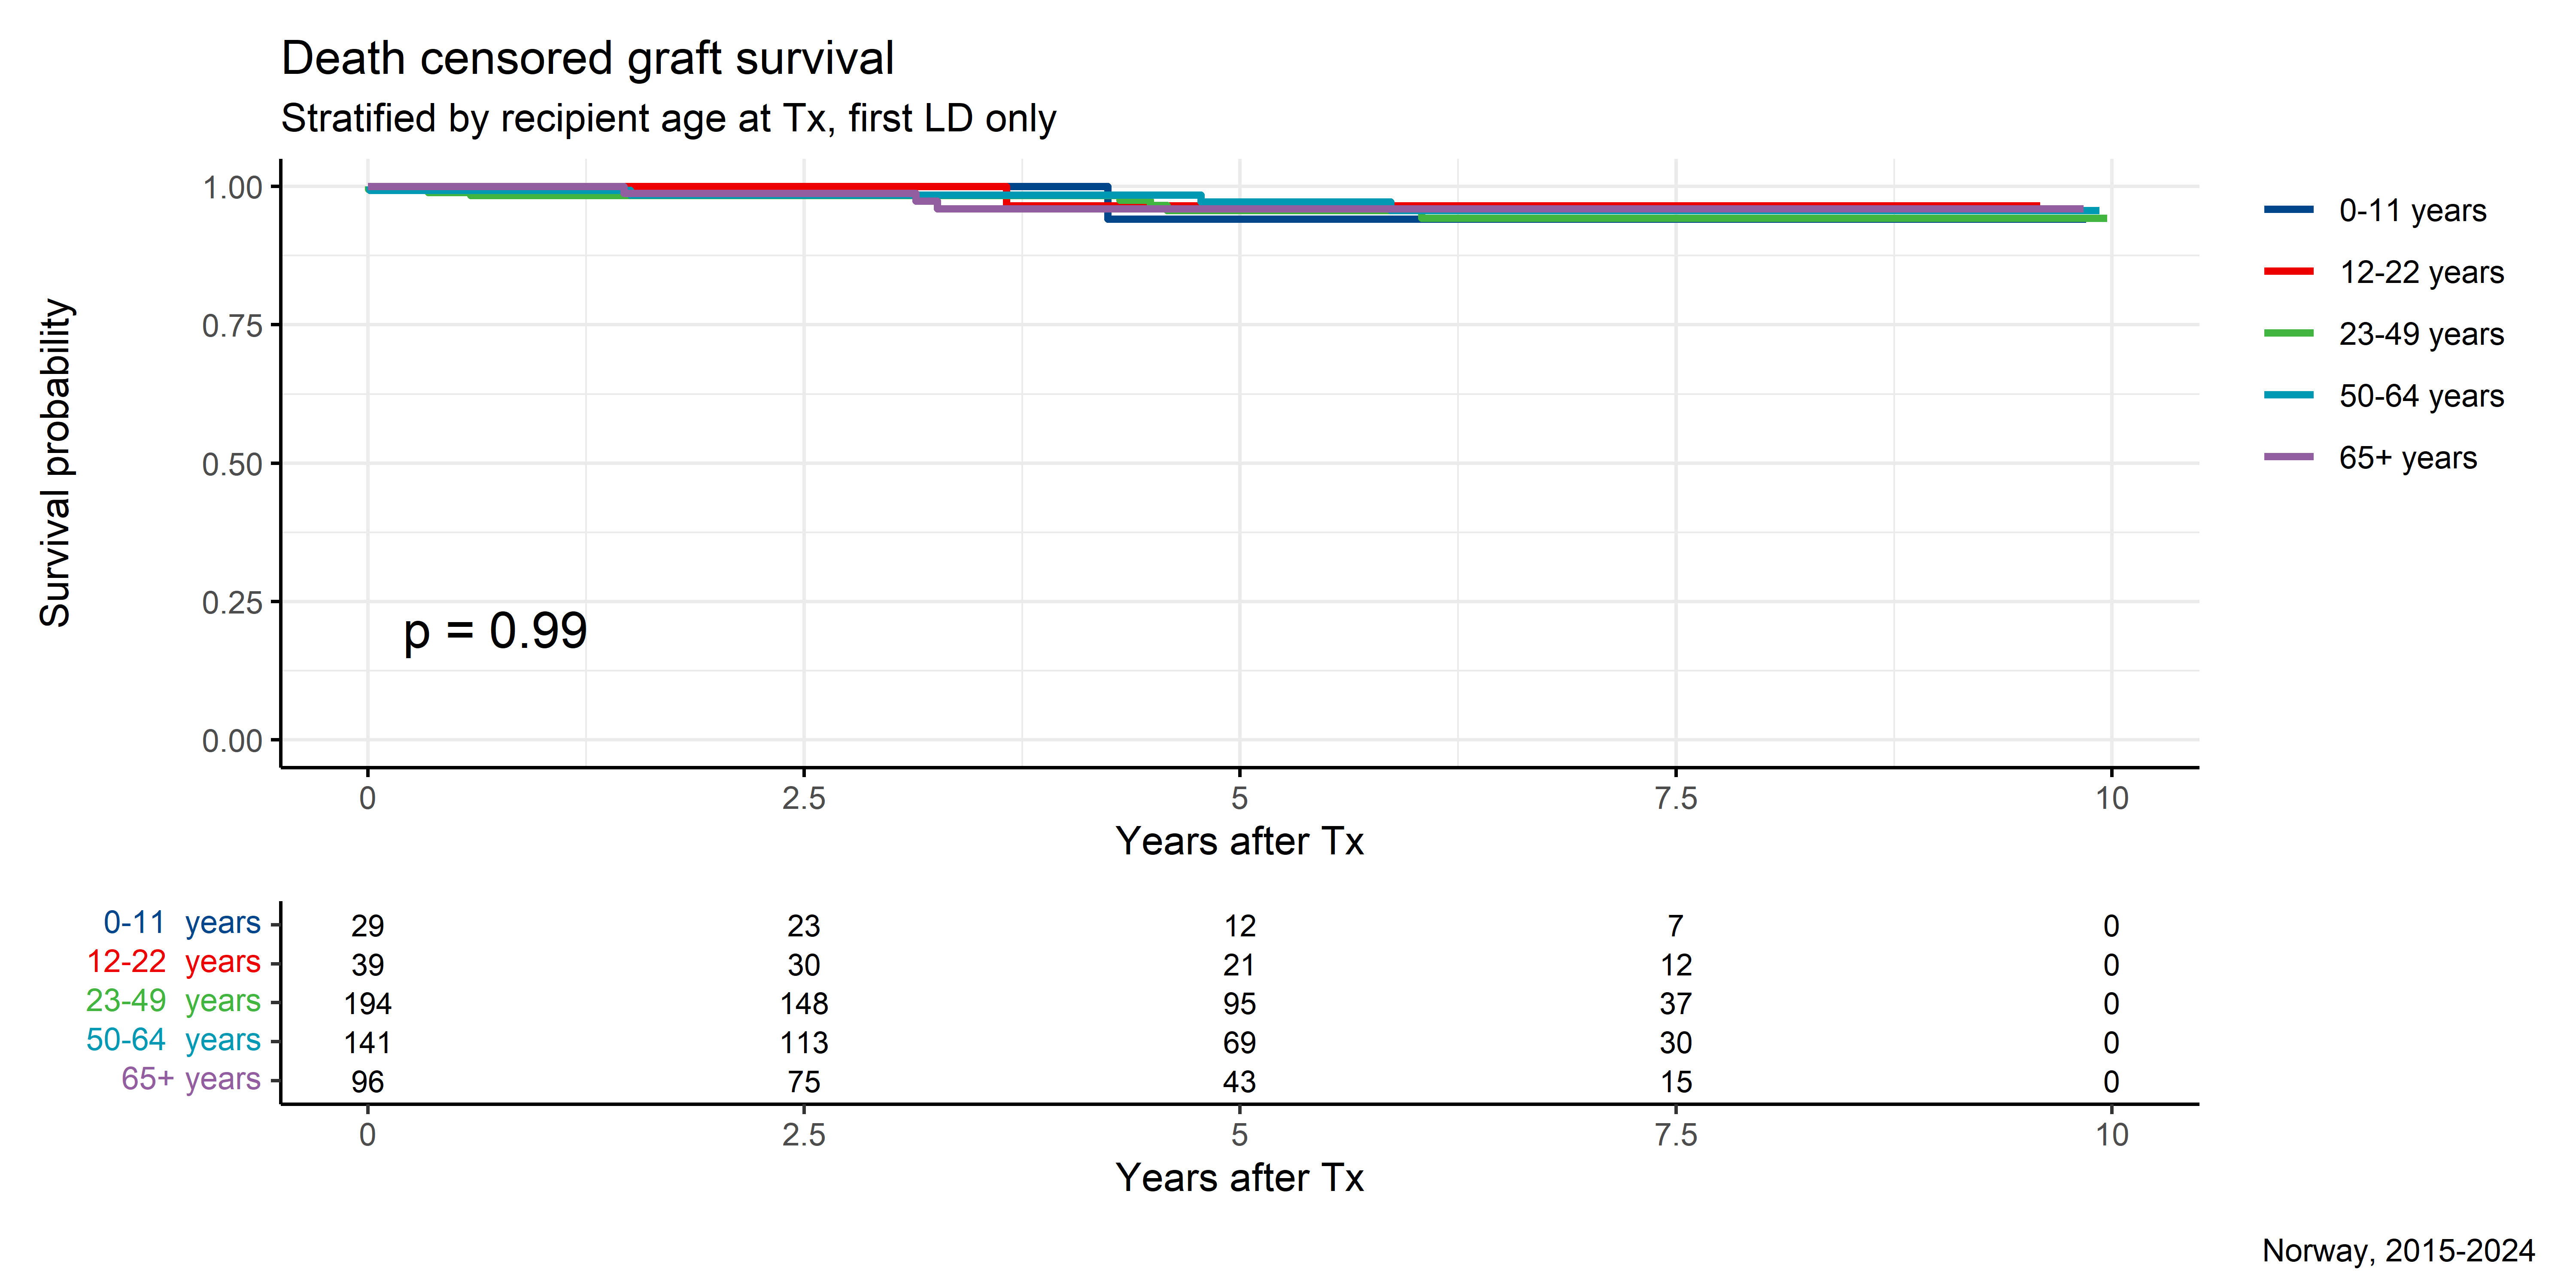 Death censored graft survival
Stratified by recipient age at Tx, first LD only
Survival probability
1.00
0.75
0.50
0.25
0.00
p = 0.99
0 2.5 5 7.5 10
Years after Tx
0-11 years
12-22 years
23-49 years
50-64 years
65+ years
0-11 years 29 23 12 7 0
12-22 years 39 30 21 12 0
23-49 years 194 148 95 37 0
50-64 years 141 113 69 30 0
65+ years 96 75 43 15 0
0 2.5 5 7.5 10
Years after Tx
Norway, 2015-2024